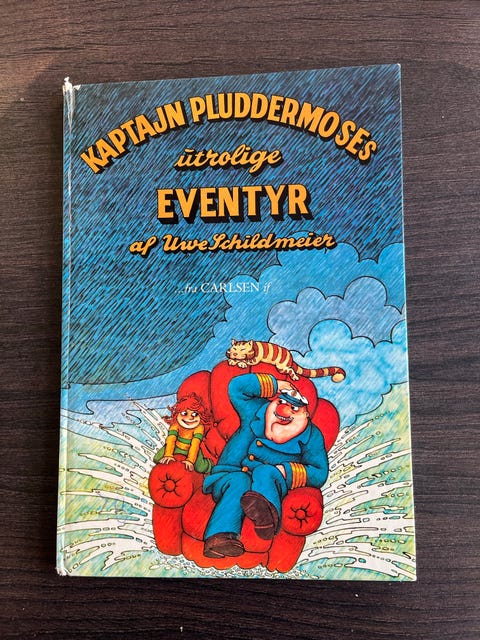 KAPTAJN PLUDDERMOSES
utrolige
EVENTYR
af Uwe Schildmeier
...fra CARLSEN if